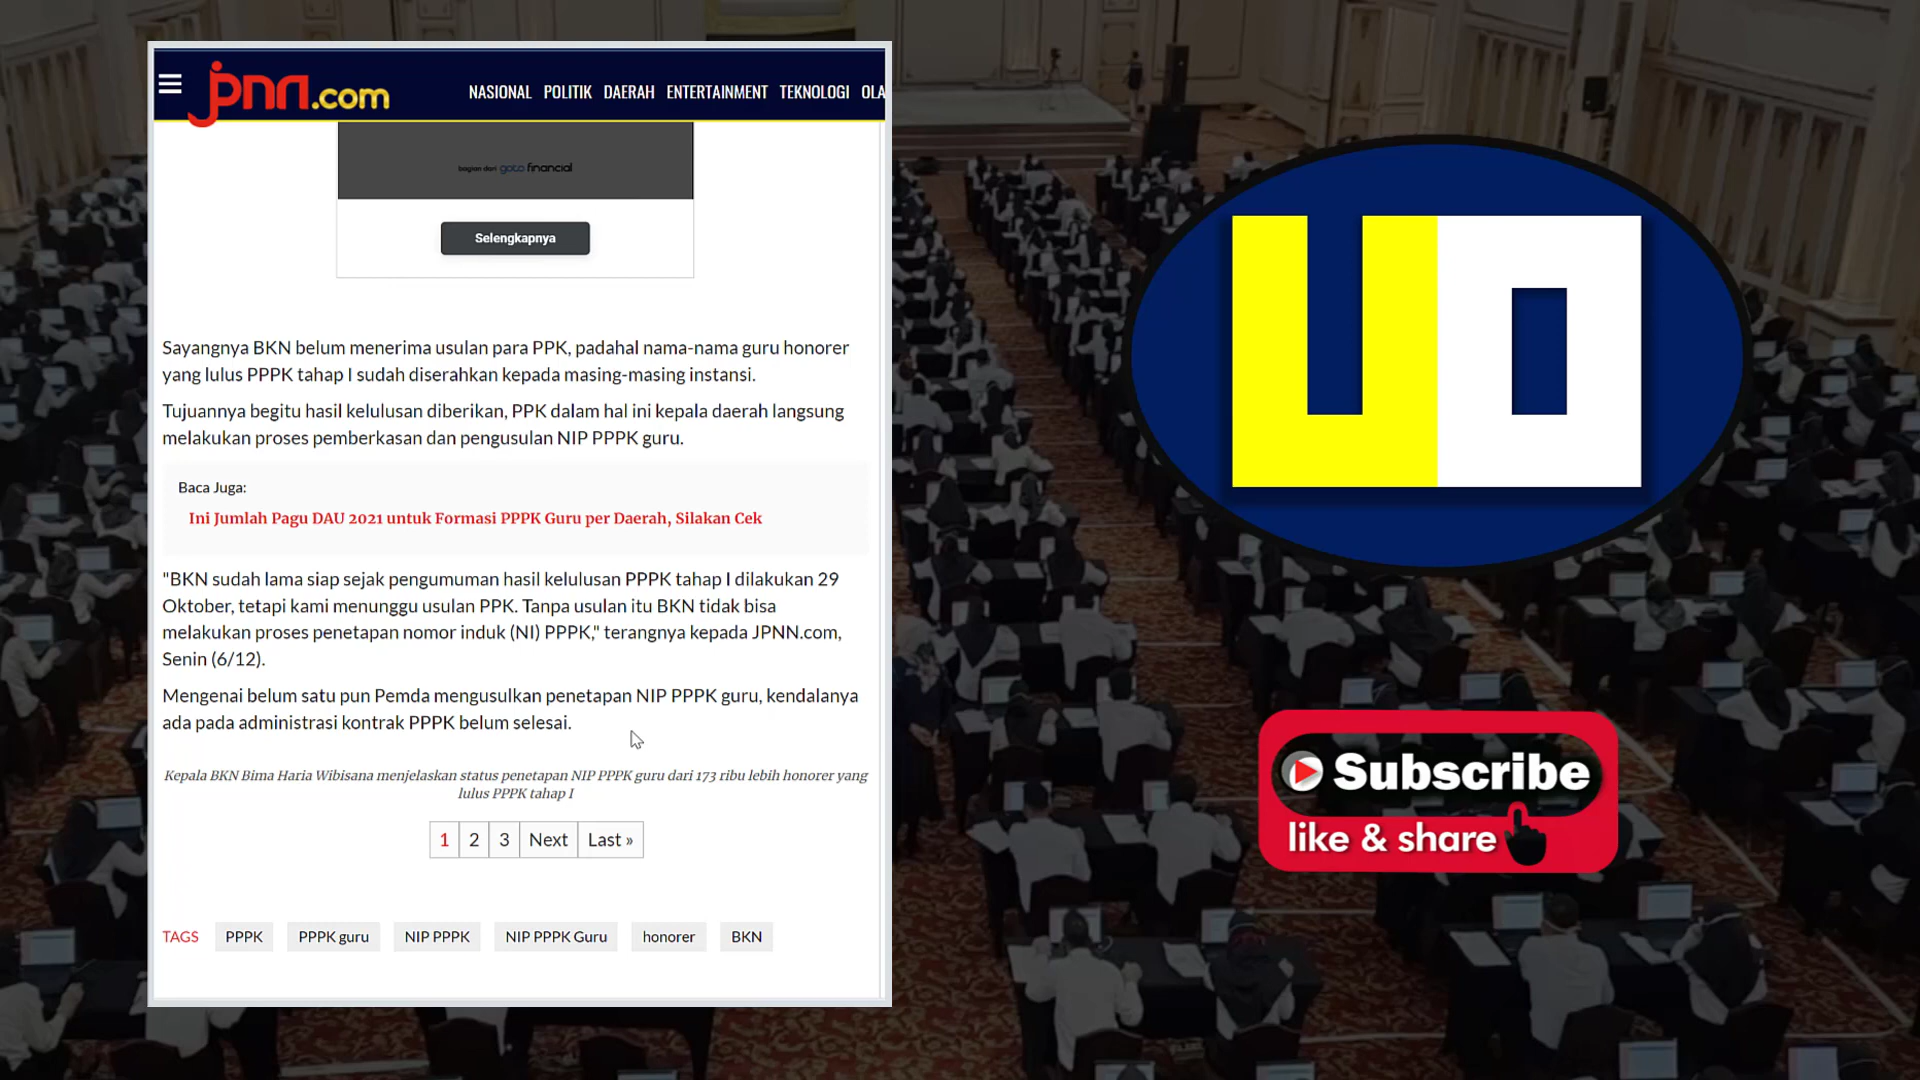 jpnn.com
NASIONAL POLITIK DAERAH ENTERTAINMENT TEKNOLOGI OLA
bagian dari goto financial
Selengkapnya
Sayangnya BKN belum menerima usulan para PPK, padahal nama-nama guru honorer
yang lulus PPPK tahap I sudah diserahkan kepada masing-masing instansi.
Tujuannya begitu hasil kelulusan diberikan, PPK dalam hal ini kepala daerah langsung
melakukan proses pemberkasan dan pengusulan NIP PPPK guru.
Baca Juga:
Ini Jumlah Pagu DAU 2021 untuk Formasi PPPK Guru per Daerah, Silakan Cek
"BKN sudah lama siap sejak pengumuman hasil kelulusan PPPK tahap I dilakukan 29
Oktober, tetapi kami menunggu usulan PPK. Tanpa usulan itu BKN tidak bisa
melakukan proses penetapan nomor induk (NI) PPPK," terangnya kepada JPNN.com,
Senin (6/12).
Mengenai belum satu pun Pemda mengusulkan penetapan NIP PPPK guru, kendalanya
ada pada administrasi kontrak PPPK belum selesai.
Kepala BKN Bima Haria Wibisana menjelaskan status penetapan NIP PPPK guru dari 173 ribu lebih honorer yang
lulus PPPK tahap I
1 2 3 Next Last »
TAGS PPPK PPPK guru NIP PPPK NIP PPPK Guru honorer BKN
UO
Subscribe
like & share